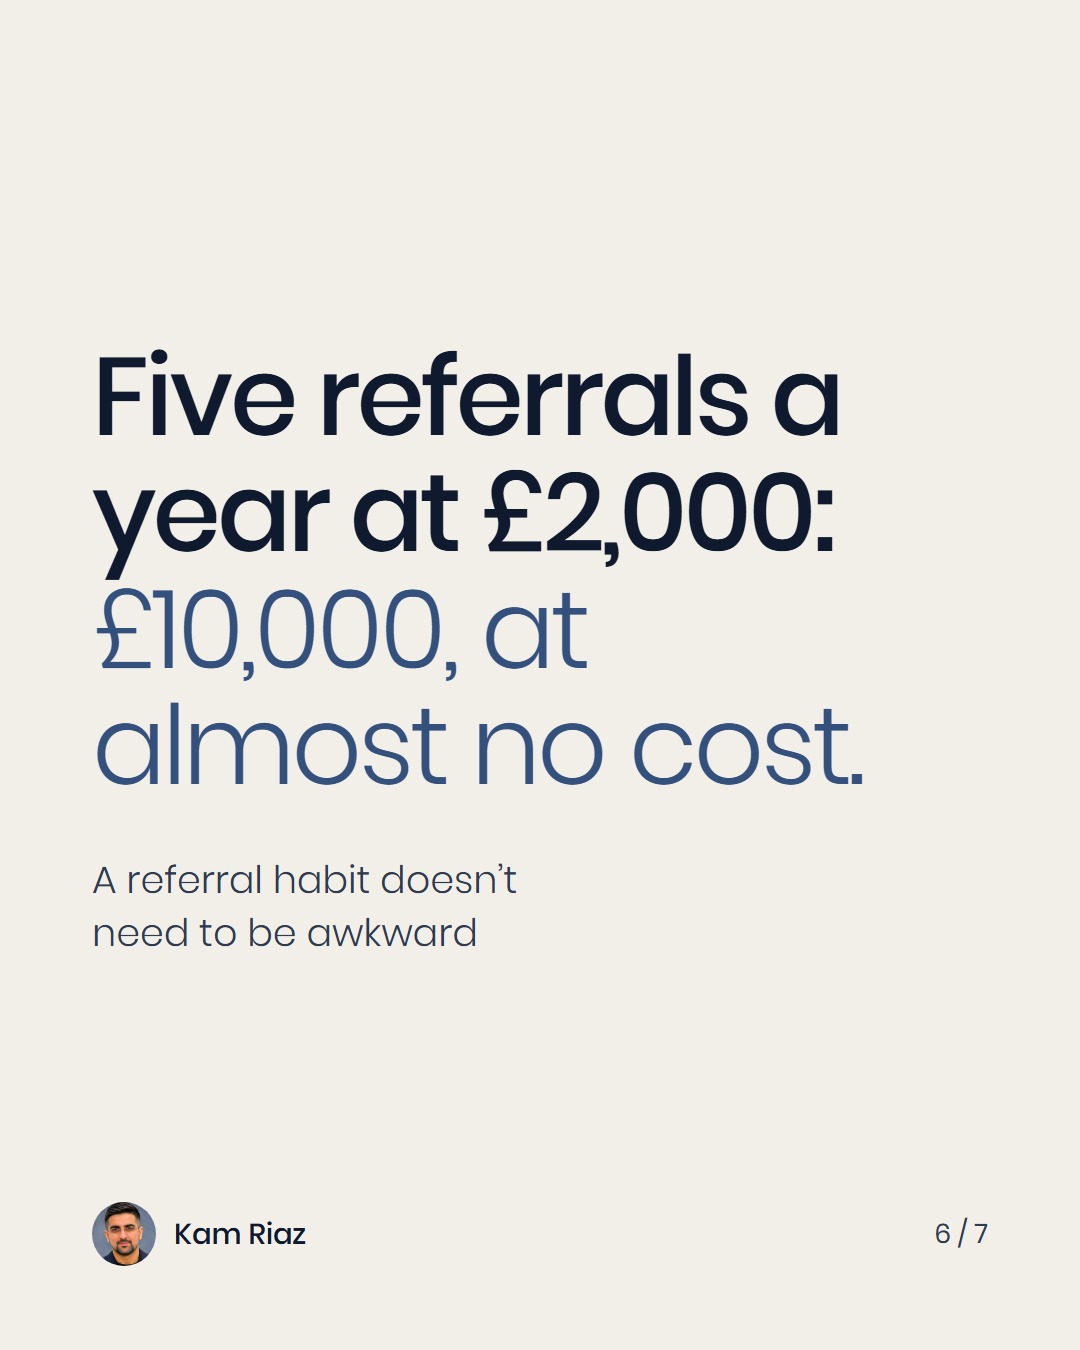 Five referrals a
year at £2,000:
£10,000, at
almost no cost.
A referral habit doesn’t
need to be awkward
Kam Riaz
6 / 7